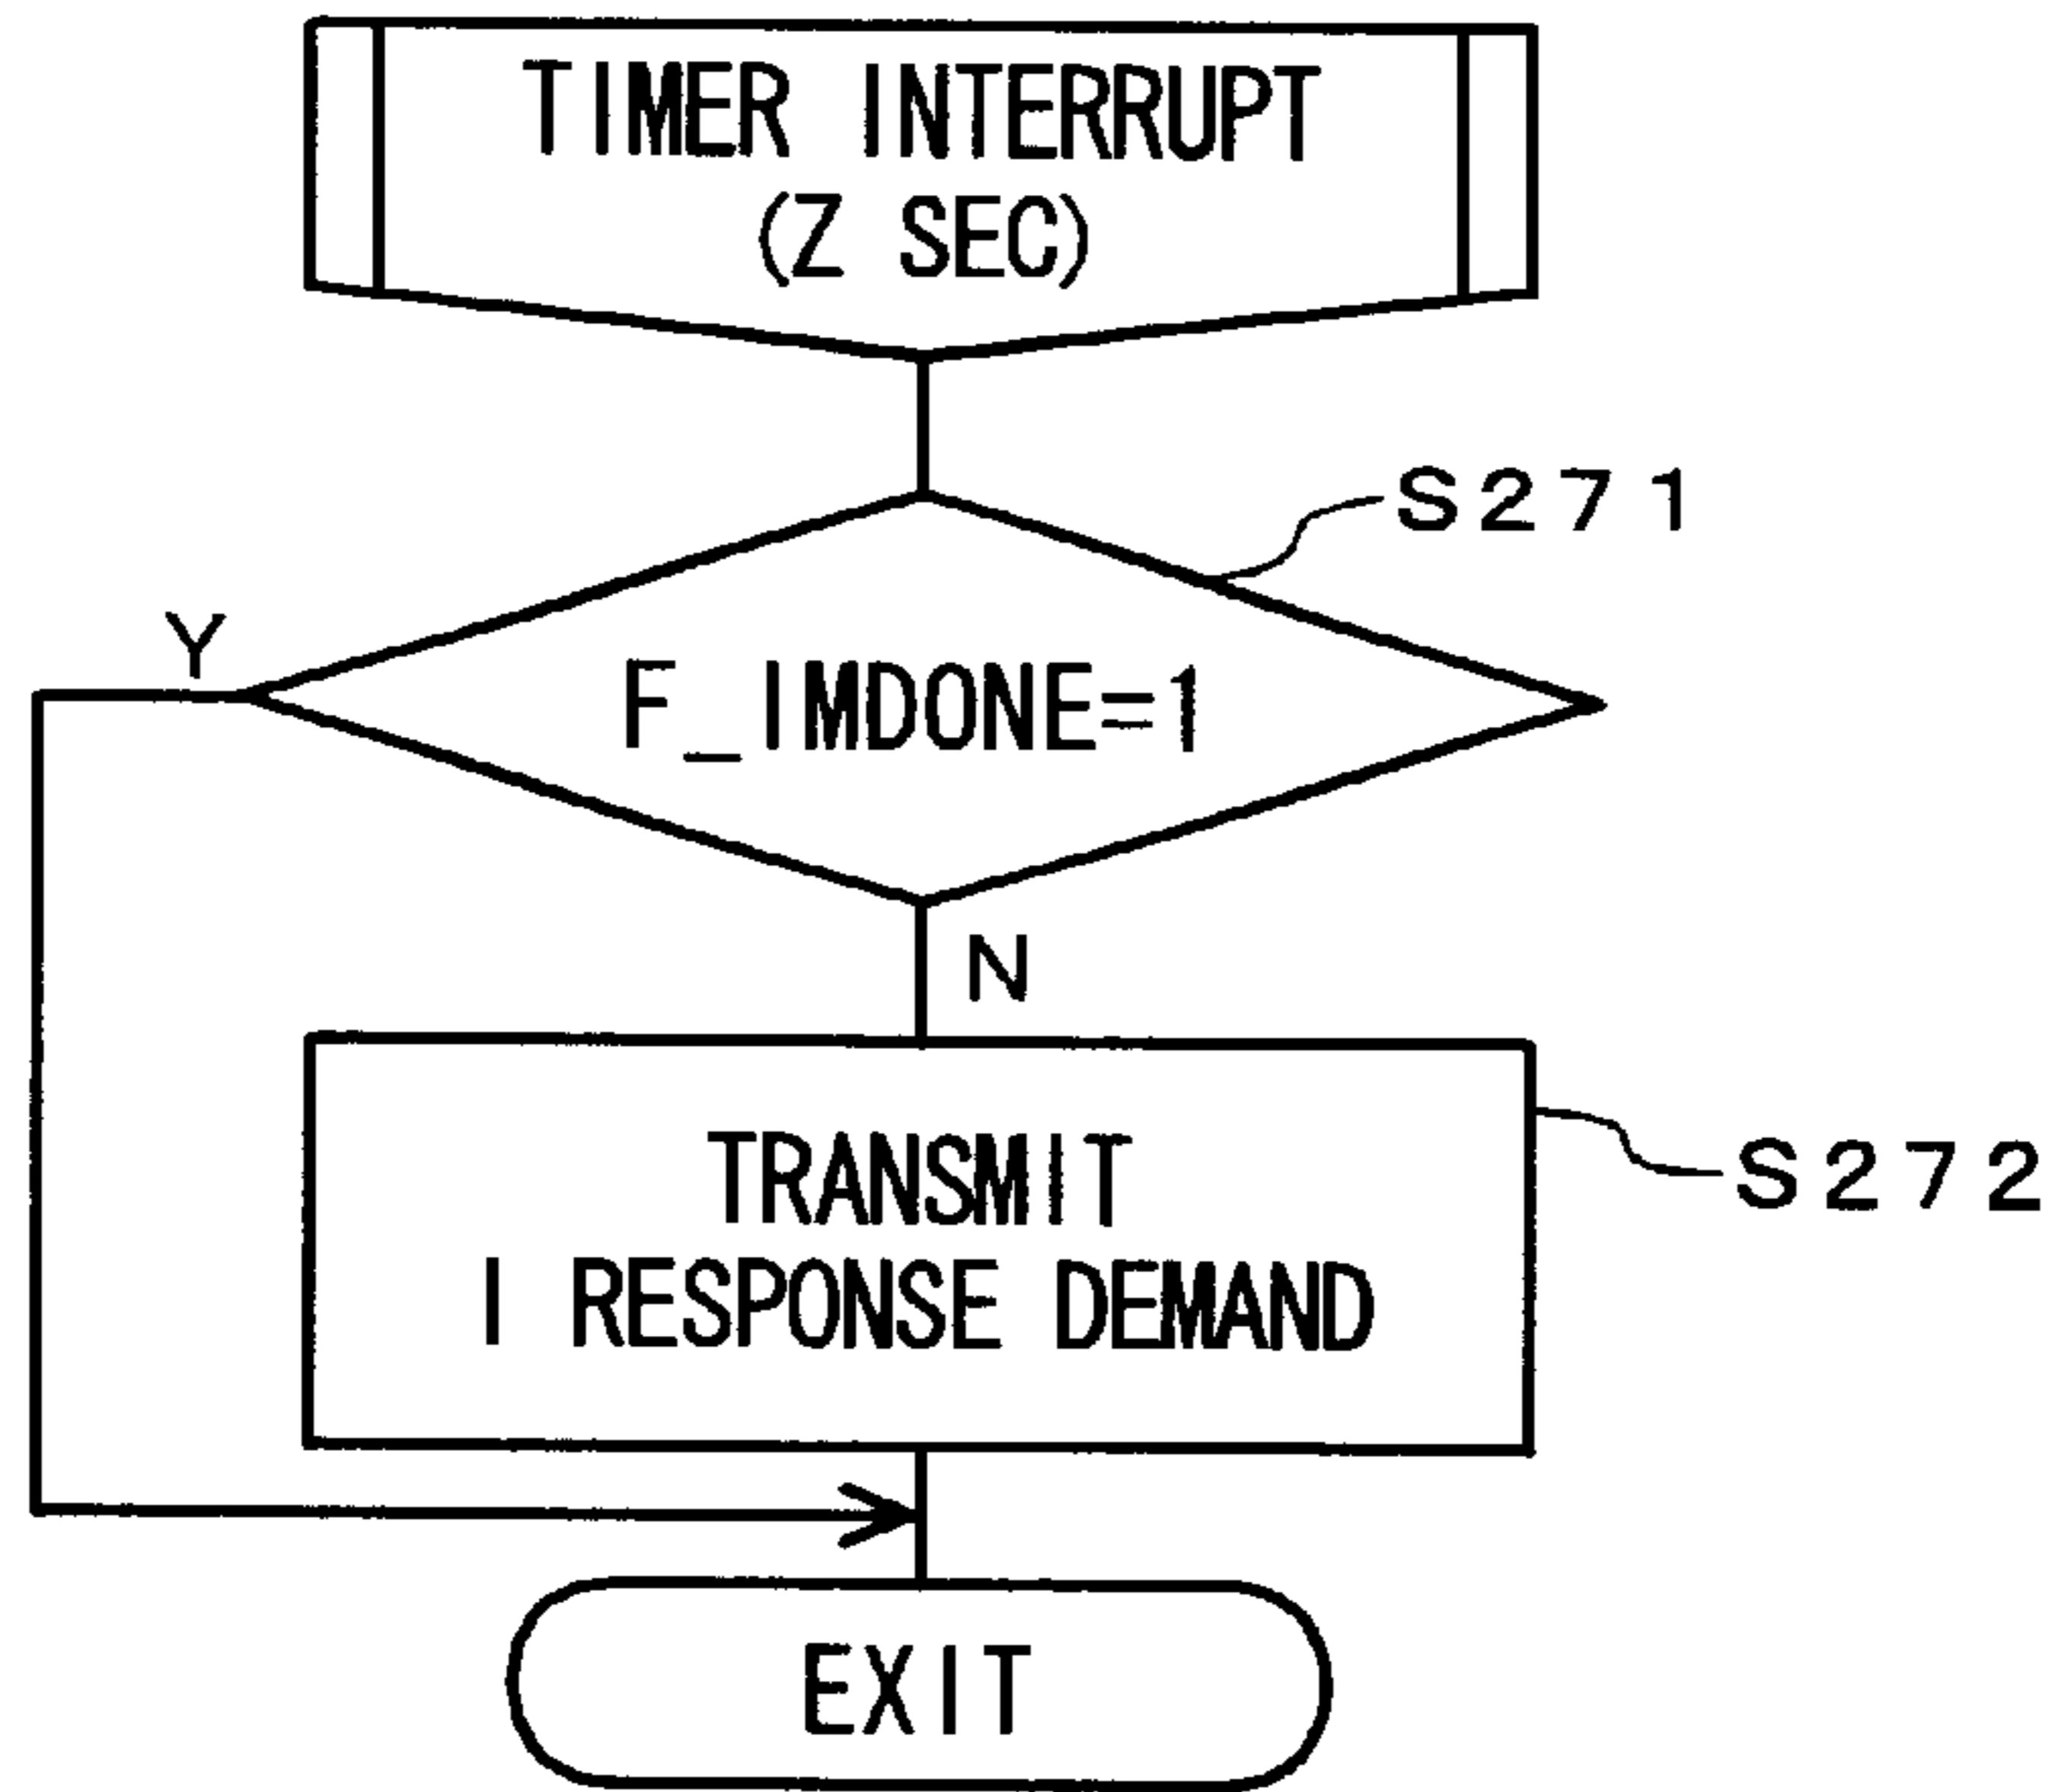 TIMER INTERRUPT
(Z SEC)
S271
Y
F_IMDONE=1
N
TRANSMIT
I RESPONSE DEMAND
S272
EXIT